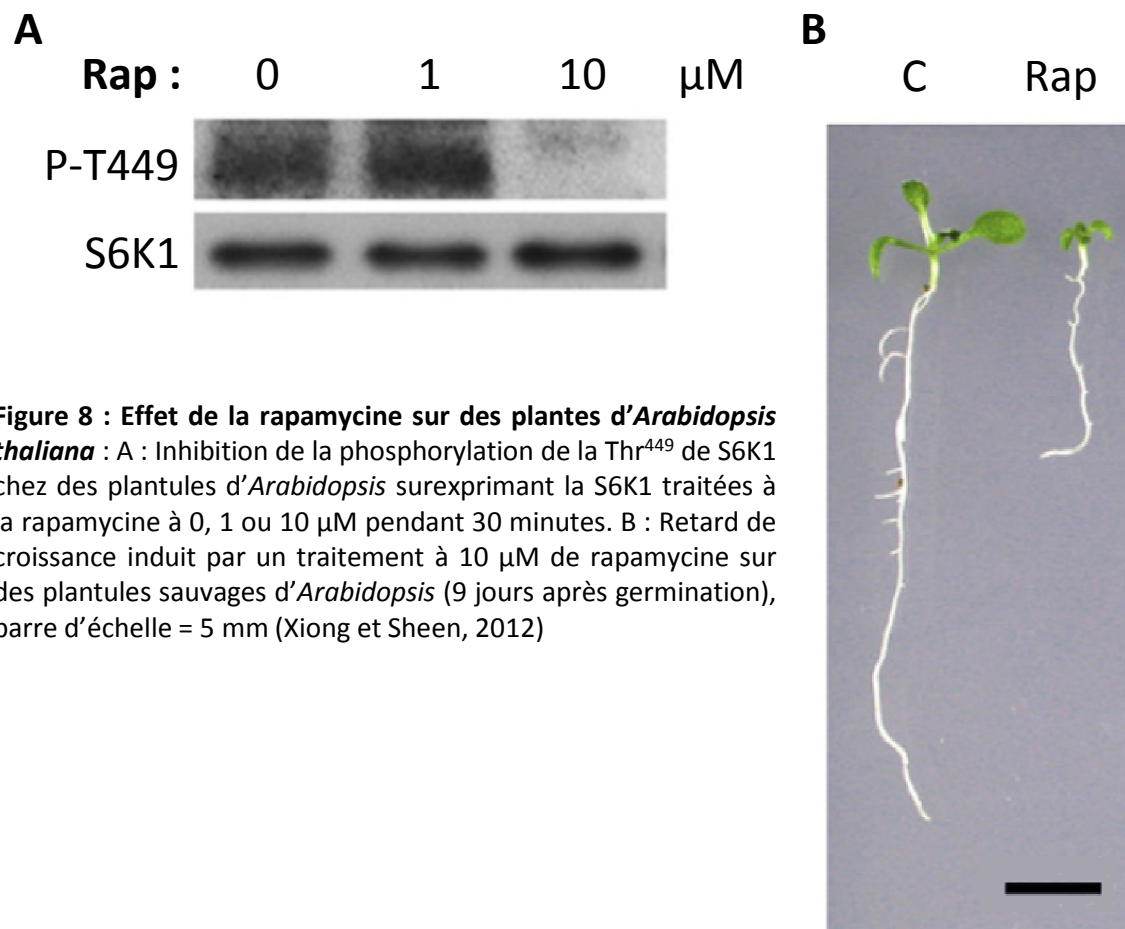 A
Rap : 0 1 10 µM
P-T449
S6K1
B
C Rap
Figure 8 : Effet de la rapamycine sur des plantes d’Arabidopsis
thaliana : A : Inhibition de la phosphorylation de la Thr⁴⁴⁹ de S6K1
chez des plantules d’Arabidopsis surexprimant la S6K1 traitées à
la rapamycine à 0, 1 ou 10 µM pendant 30 minutes. B : Retard de
croissance induit par un traitement à 10 µM de rapamycine sur
des plantules sauvages d’Arabidopsis (9 jours après germination),
barre d’échelle = 5 mm (Xiong et Sheen, 2012)